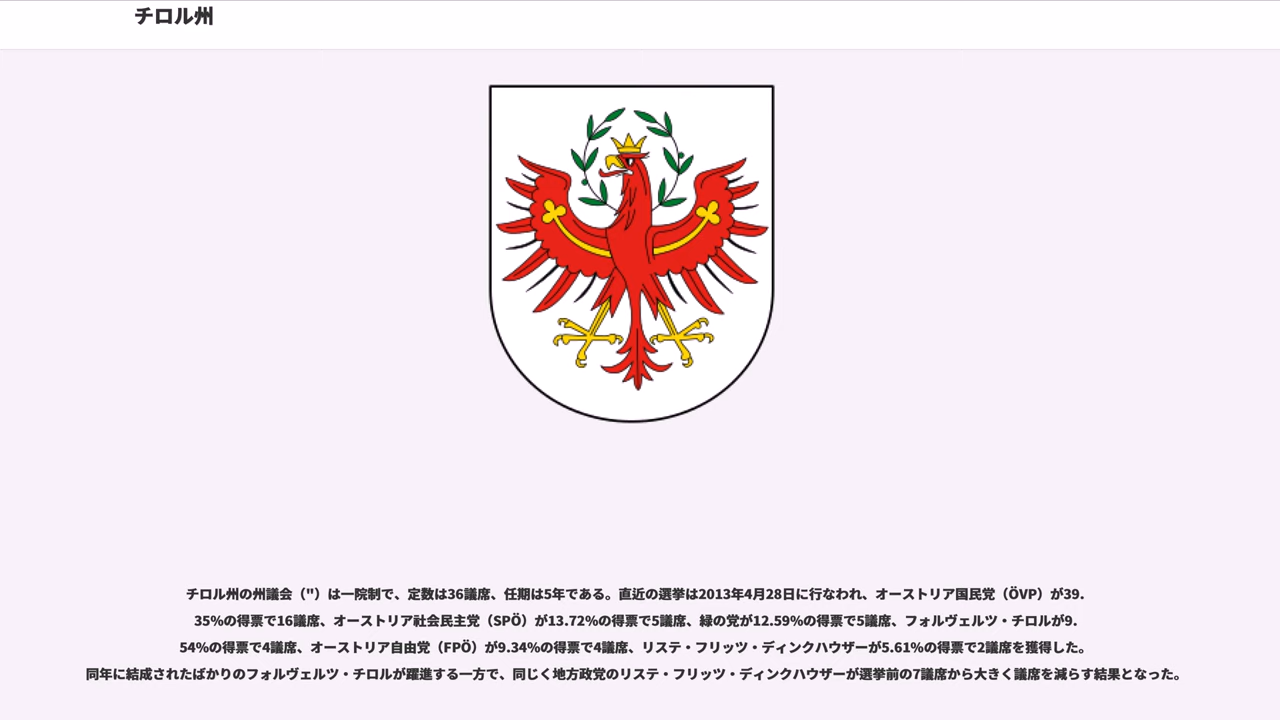 チロル州
チロル州の州議会（"）は一院制で、定数は36議席、任期は5年である。直近の選挙は2013年4月28日に行なわれ、オーストリア国民党（ÖVP）が39.
35%の得票で16議席、オーストリア社会民主党（SPÖ）が13.72%の得票で5議席、緑の党が12.59%の得票で5議席、フォルヴェルツ・チロルが9.
54%の得票で4議席、オーストリア自由党（FPÖ）が9.34%の得票で4議席、リステ・フリッツ・ディンクハウザーが5.61%の得票で2議席を獲得した。
同年に結成されたばかりのフォルヴェルツ・チロルが躍進する一方で、同じく地方政党のリステ・フリッツ・ディンクハウザーが選挙前の7議席から大きく議席を減らす結果となった。